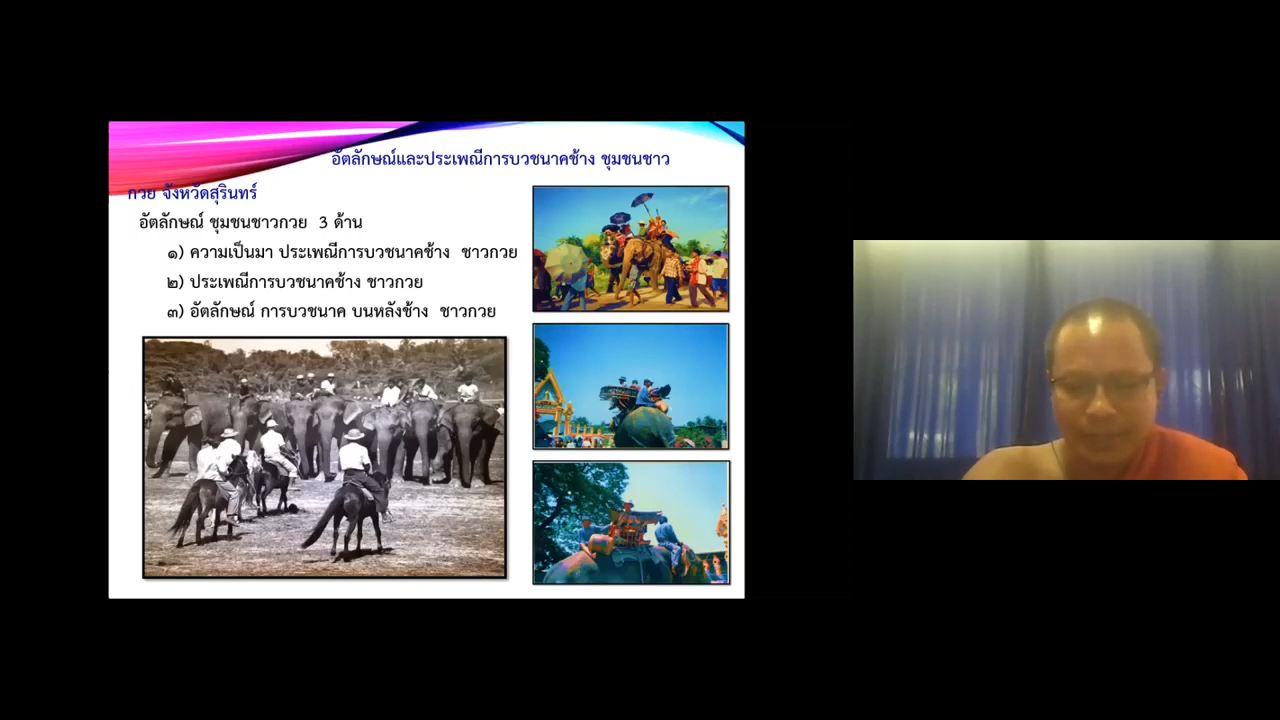 อัตลักษณ์และประเพณีการบวชนาคช้าง ชุมชนชาว
กวย จังหวัดสุรินทร์
อัตลักษณ์ ชุมชนชาวกวย 3 ด้าน
๑) ความเป็นมา ประเพณีการบวชนาคช้าง ชาวกวย
๒) ประเพณีการบวชนาคช้าง ชาวกวย
๓) อัตลักษณ์ การบวชนาค บนหลังช้าง ชาวกวย